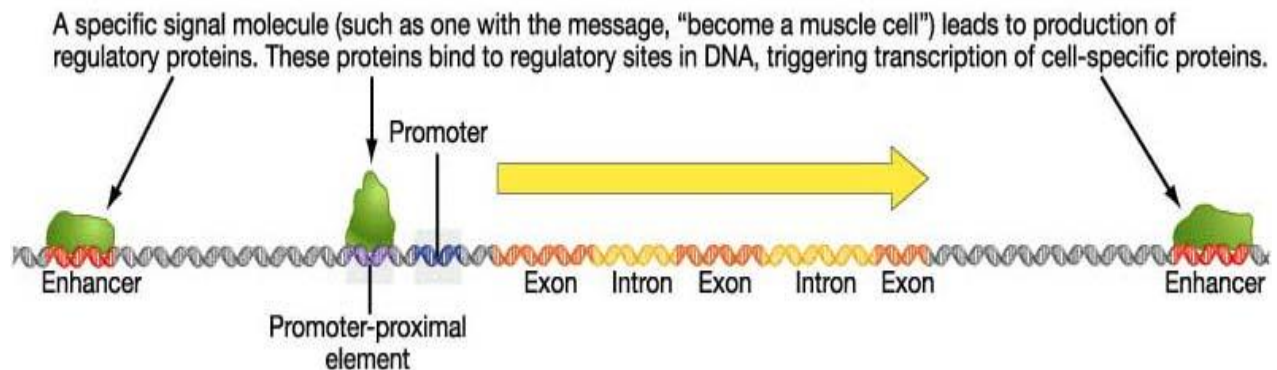 A specific signal molecule (such as one with the message, “become a muscle cell”) leads to production of
regulatory proteins. These proteins bind to regulatory sites in DNA, triggering transcription of cell-specific proteins.
Promoter
Enhancer
Exon
Intron
Exon
Intron
Exon
Enhancer
Promoter-proximal
element